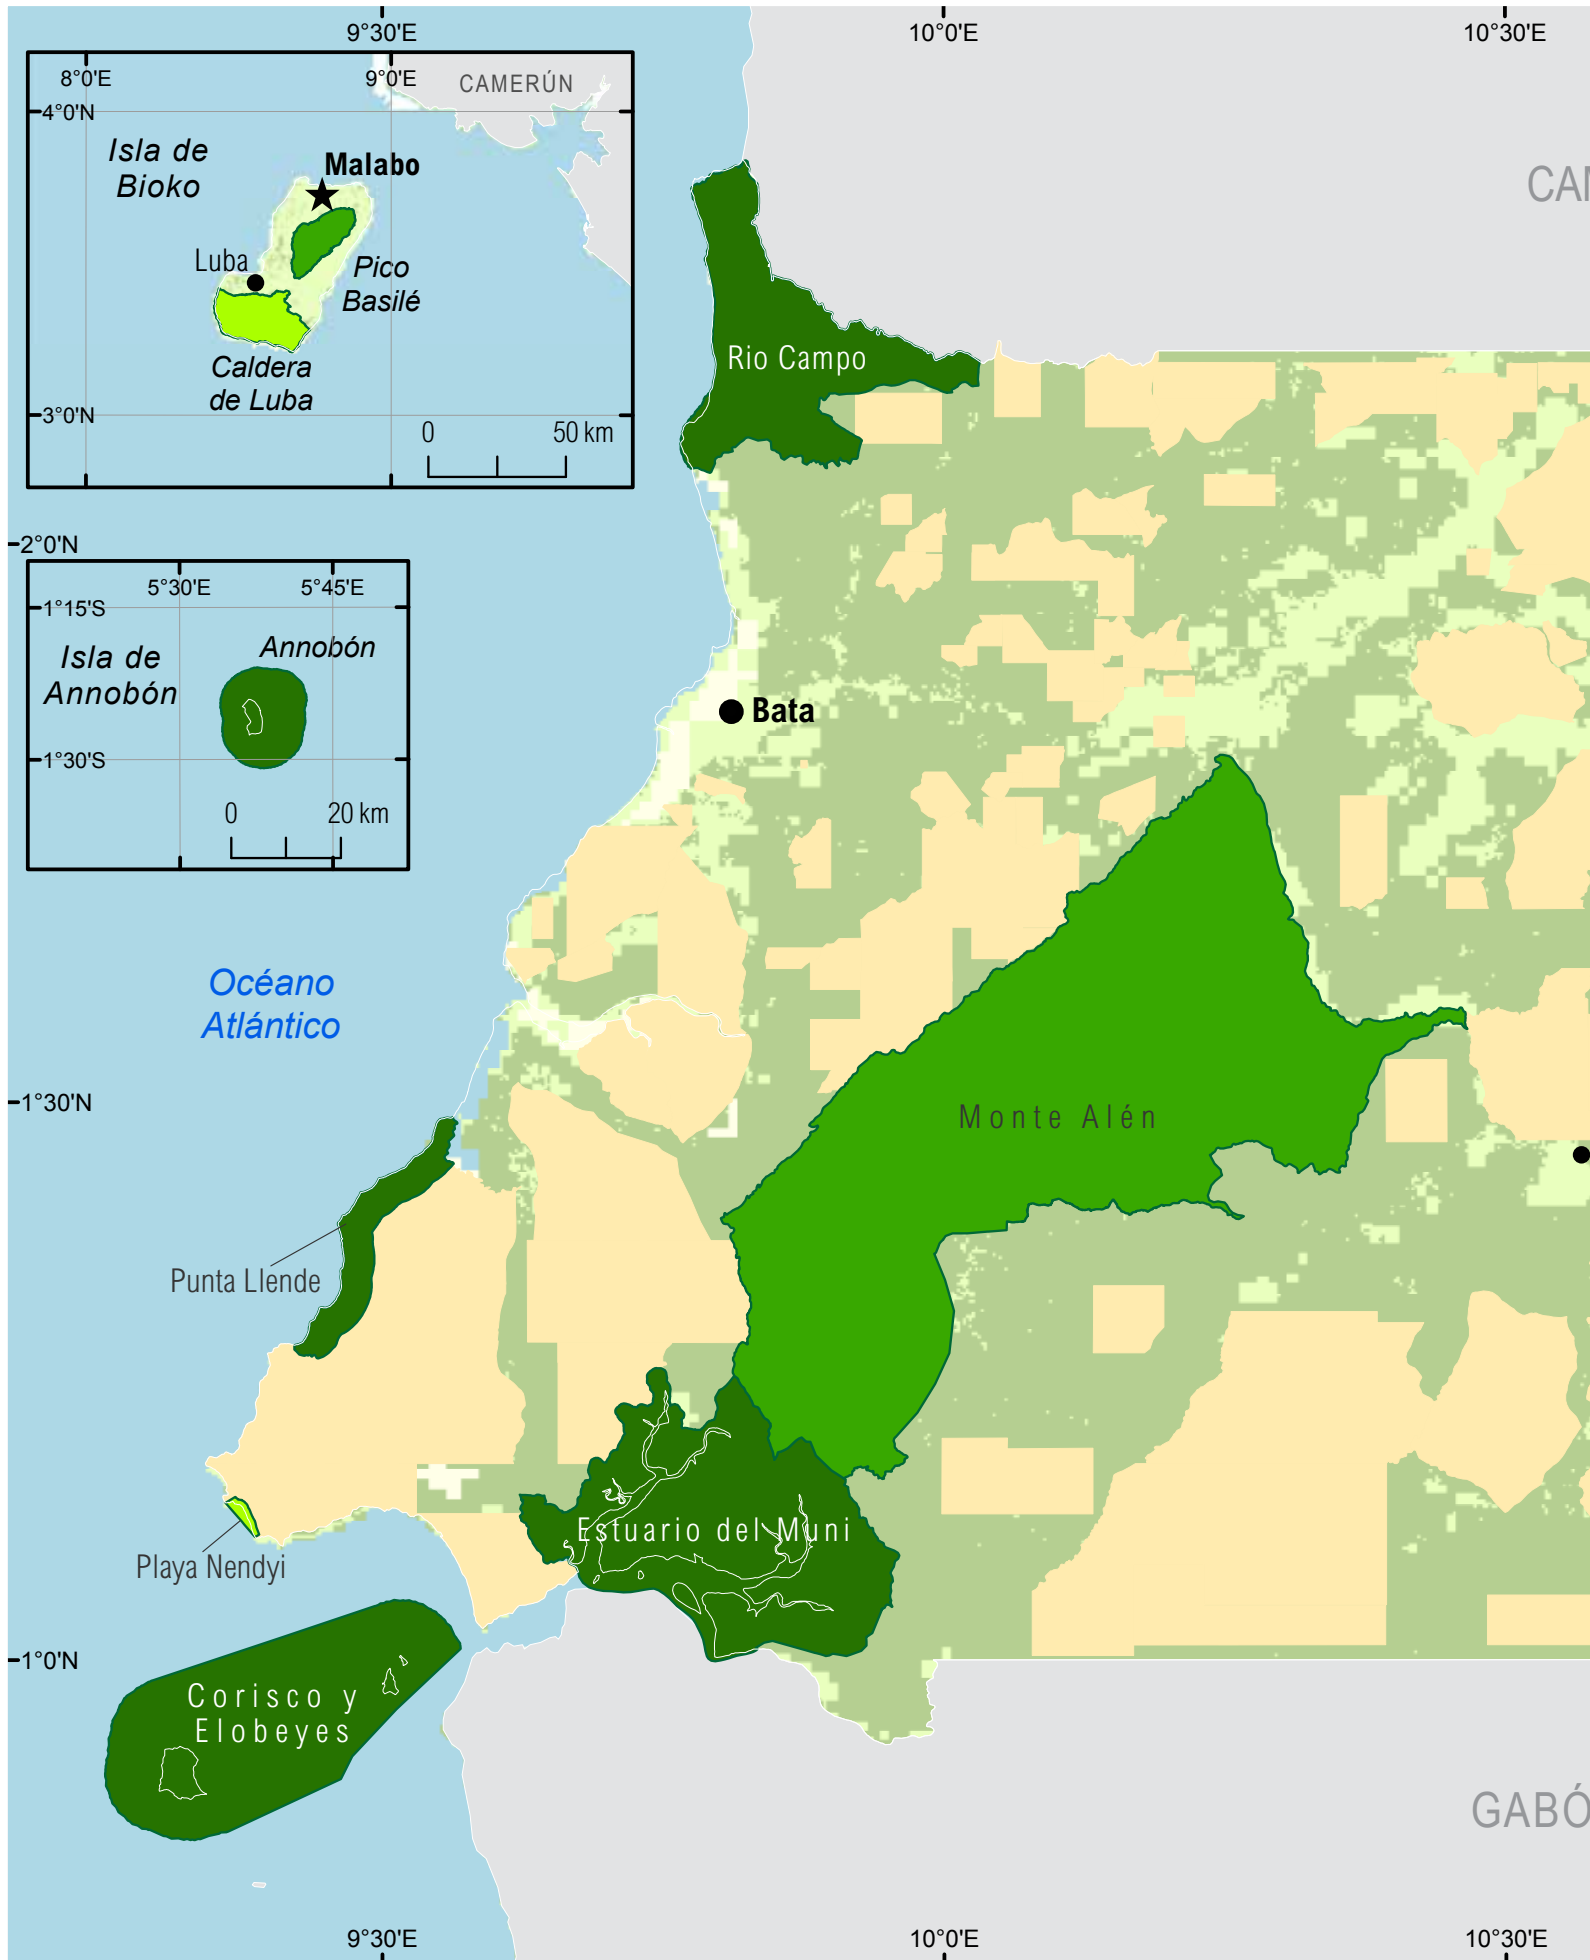 9°30'E
10°0'E
10°30'E
8°0'E
9°0'E
CAMERÚN
4°0'N
Isla de
Bioko
Malabo
Luba
Pico
Basilé
Caldera
de Luba
3°0'N
0
50 km
CAM
Rio Campo
2°0'N
5°30'E
5°45'E
1°15'S
Isla de
Annobón
Annobón
1°30'S
0
20 km
Bata
Océano
Atlántico
1°30'N
Monte Alén
Punta Llende
Estuario del Muni
Playa Nendyi
1°0'N
Corisco y
Elobeyes
GABÓ
9°30'E
10°0'E
10°30'E